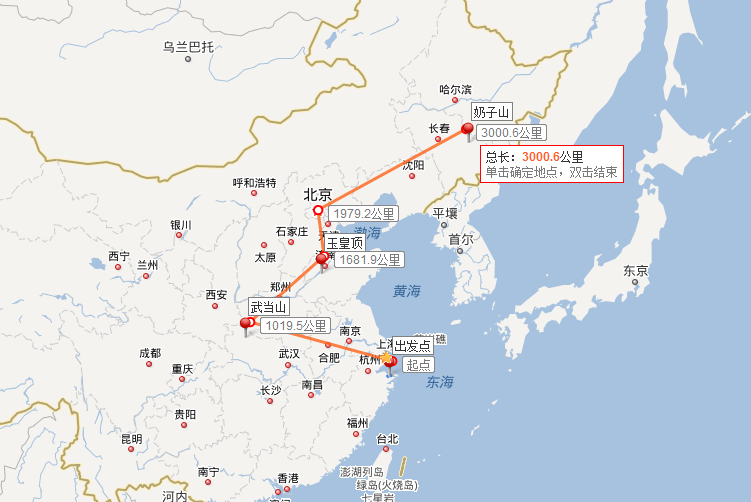 乌兰巴托
哈尔滨
奶子山
长春
3000.6公里
总长：3000.6公里
单击确定地点，双击结束
沈阳
呼和浩特
北京
1979.2公里
平壤
银川
石家庄
渤海
玉皇顶
首尔
西宁
兰州
太原
1681.9公里
东京
郑州
黄海
西安
武当山
1019.5公里
南京
上海
出发点
成都
武汉
合肥
杭州
起点
重庆
南昌
东海
长沙
贵阳
福州
昆明
台北
南宁
香港
澎湖列岛
绿岛(火烧岛)
河内
七星岩